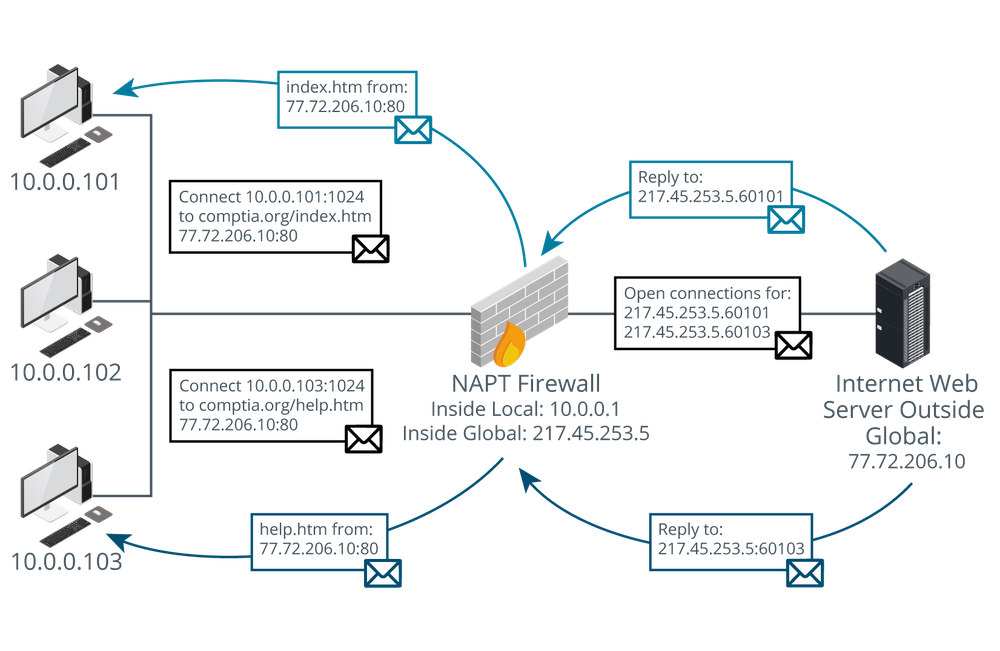 index.htm from:
77.72.206.10:80
10.0.0.101
Connect 10.0.0.101:1024
to comptia.org/index.htm
77.72.206.10:80
Reply to:
217.45.253.5.60101
10.0.0.102
Open connections for:
217.45.253.5.60101
217.45.253.5.60103
NAPT Firewall
Inside Local: 10.0.0.1
Inside Global: 217.45.253.5
Internet Web
Server Outside
Global:
77.72.206.10
Connect 10.0.0.103:1024
to comptia.org/help.htm
77.72.206.10:80
10.0.0.103
help.htm from:
77.72.206.10:80
Reply to:
217.45.253.5:60103